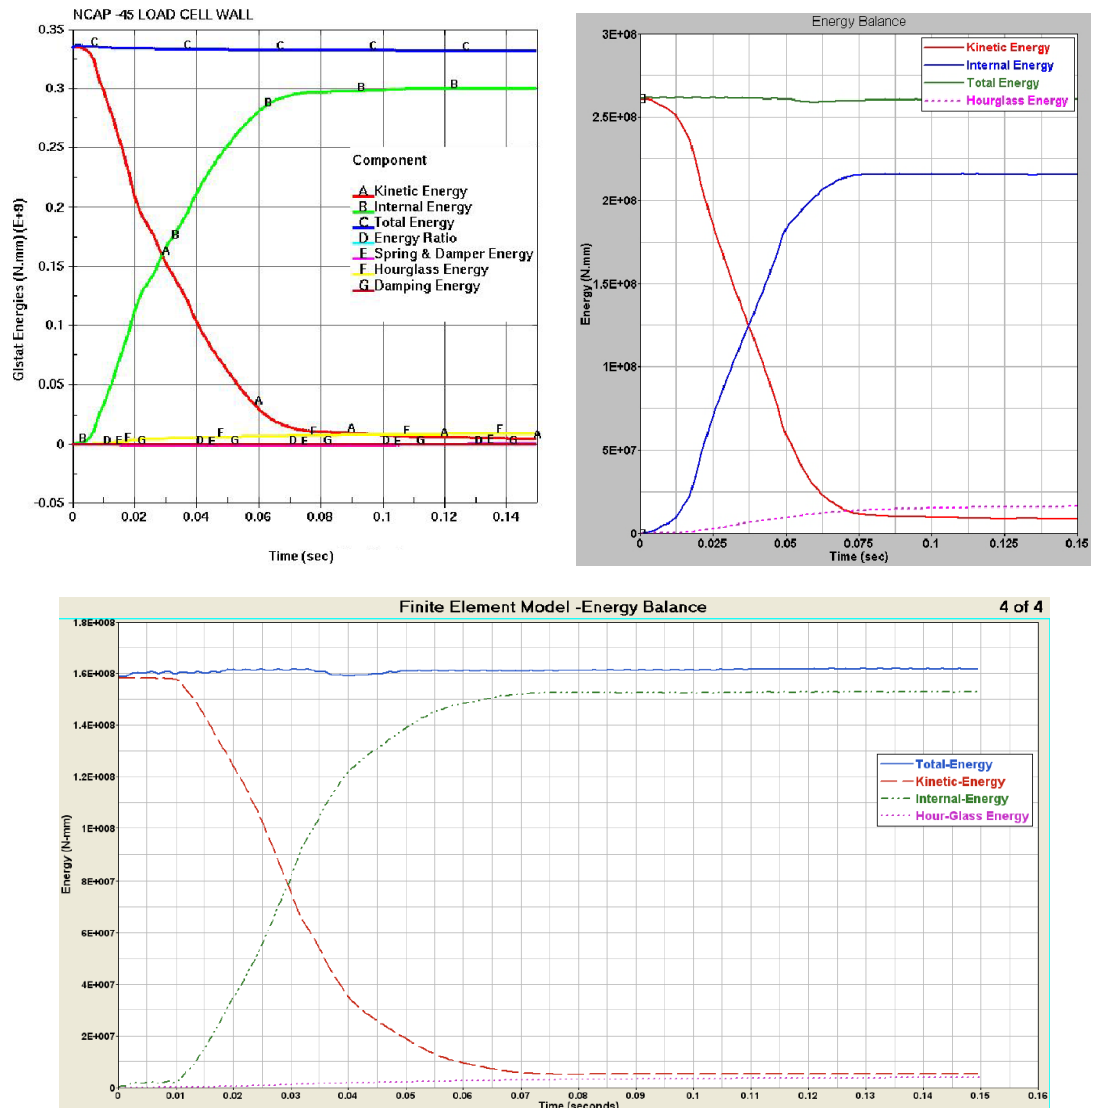 NCAP -45 LOAD CELL WALL
Glstat Energies (N.mm) (E+9)
0.35
0.3
0.25
0.2
0.15
0.1
0.05
0
-0.05
C C C C C
B B B B B
A A A A A A
D E F G D E F G D E F G D E F G D E F G
Component
A Kinetic Energy
B Internal Energy
C Total Energy
D Energy Ratio
E Spring & Damper Energy
F Hourglass Energy
G Damping Energy
0 0.02 0.04 0.06 0.08 0.1 0.12 0.14
Time (sec)
Energy Balance
Energy (N.mm)
3E+08
2.5E+08
2E+08
1.5E+08
1E+08
5E+07
0
Kinetic Energy
Internal Energy
Total Energy
Hourglass Energy
0 0.025 0.05 0.075 0.1 0.125 0.15
Time (sec)
Finite Element Model -Energy Balance 4 of 4
Energy (N-mm)
1.8E+008
1.6E+008
1.4E+008
1.2E+008
1E+008
8E+007
6E+007
4E+007
2E+007
0
Total-Energy
Kinetic-Energy
Internal-Energy
Hour-Glass Energy
0 0.01 0.02 0.03 0.04 0.05 0.06 0.07 0.08 0.09 0.1 0.11 0.12 0.13 0.14 0.15 0.16
Time (seconds)